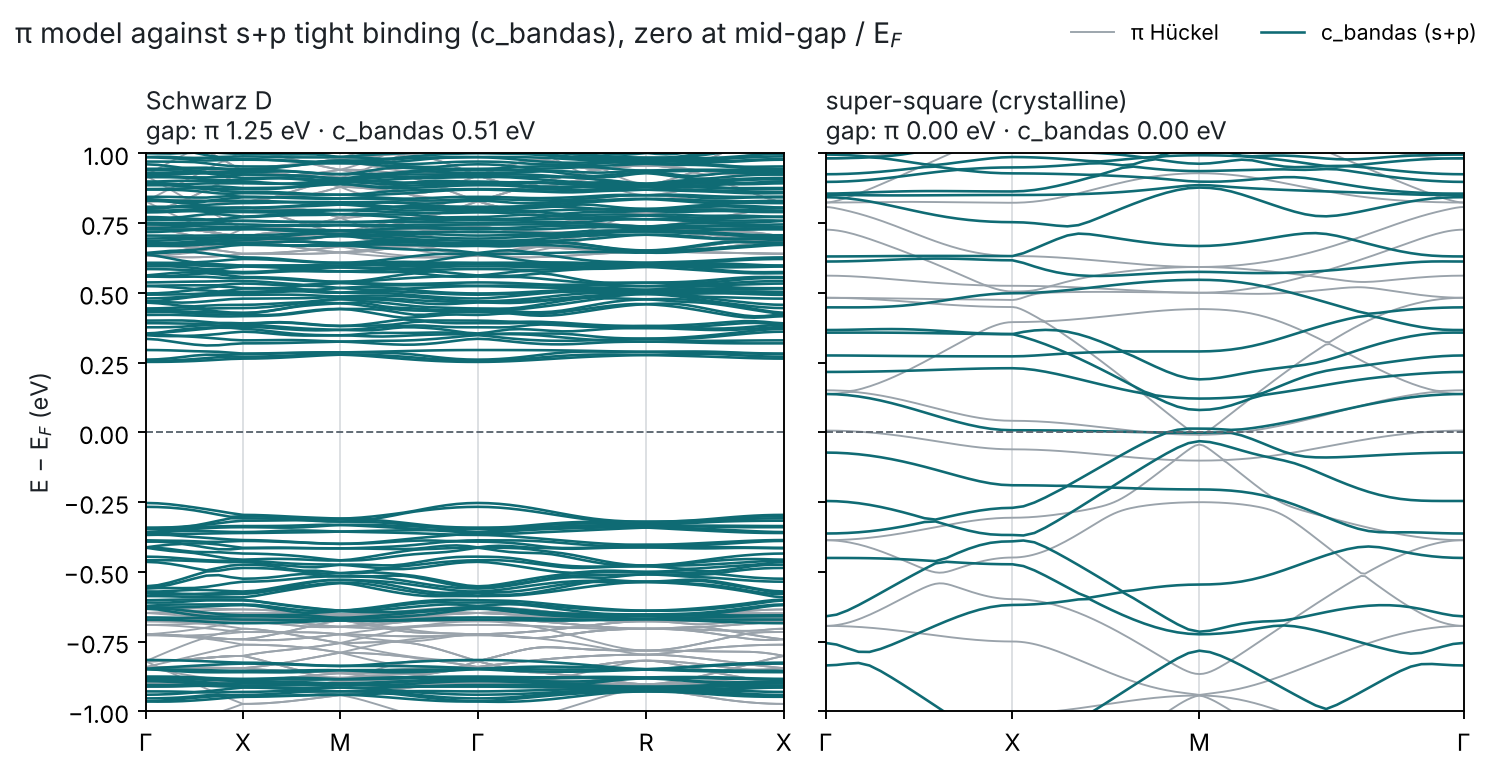 π model against s+p tight binding (c_bandas), zero at mid-gap / E_F
π Hückel
c_bandas (s+p)
Schwarz D
gap: π 1.25 eV · c_bandas 0.51 eV
super-square (crystalline)
gap: π 0.00 eV · c_bandas 0.00 eV
E − E_F (eV)
1.00
0.75
0.50
0.25
0.00
−0.25
−0.50
−0.75
−1.00
Γ X M Γ R X
Γ X M Γ